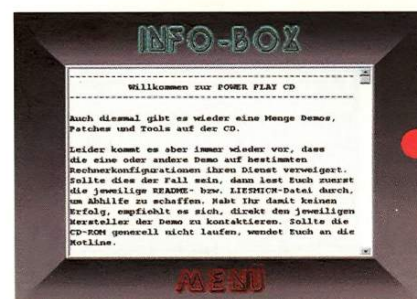 INFO-BOX
Willkommen zur POWER PLAY CD
Auch diesmal gibt es wieder eine Menge Demos,
Patches und Tools auf der CD.
Leider kommt es aber immer wieder vor, dass
die eine oder andere Demo auf bestimmten
Rechnerkonfigurationen ihren Dienst verweigert.
Sollte dies der Fall sein, dann lest Euch zuerst
die jeweilige README- bzw. LIESMICH-Datei durch,
um Abhilfe zu schaffen. Habt Ihr damit keinen
Erfolg, empfiehlt es sich, direkt den jeweiligen
Hersteller der Demo zu kontaktieren. Sollte die
CD-ROM generell nicht laufen, wendet Euch an die
Hotline.
MENÜ